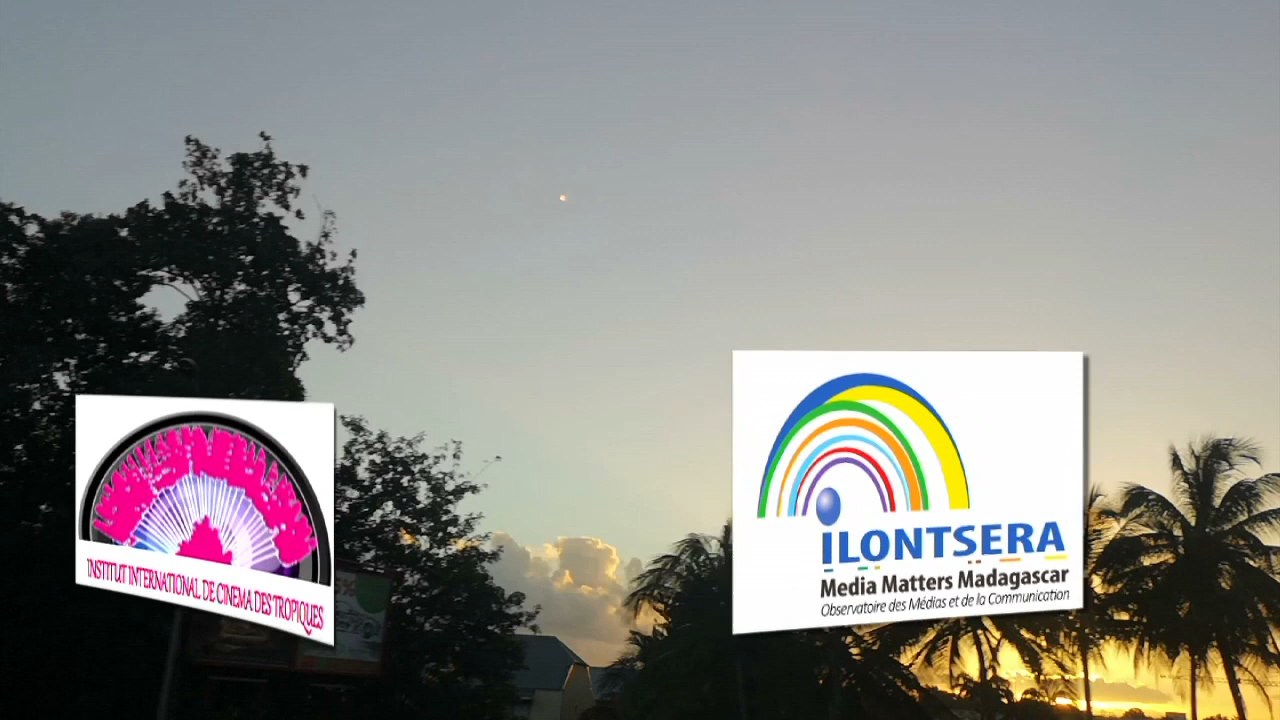 INSTITUT INTERNATIONAL DE CINEMA DES TROPIQUES
ILONTSERA
Media Matters Madagascar
Observatoire des Médias et de la Communication